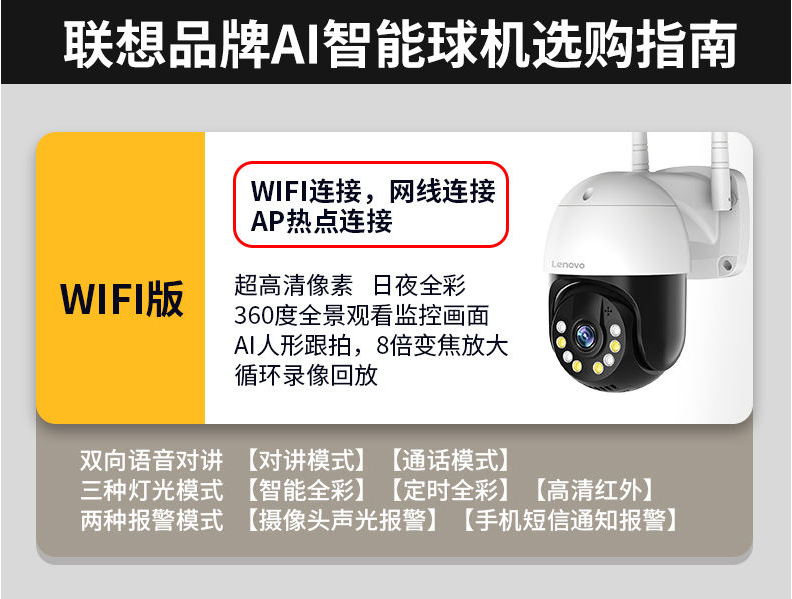 联想品牌AI智能球机选购指南
WIFI版
WIFI连接，网线连接
AP热点连接
超高清像素 日夜全彩
360度全景观看监控画面
AI人形跟拍，8倍变焦放大
循环录像回放
Lenovo
双向语音对讲 【对讲模式】【通话模式】
三种灯光模式 【智能全彩】【定时全彩】【高清红外】
两种报警模式 【摄像头声光报警】【手机短信通知报警】